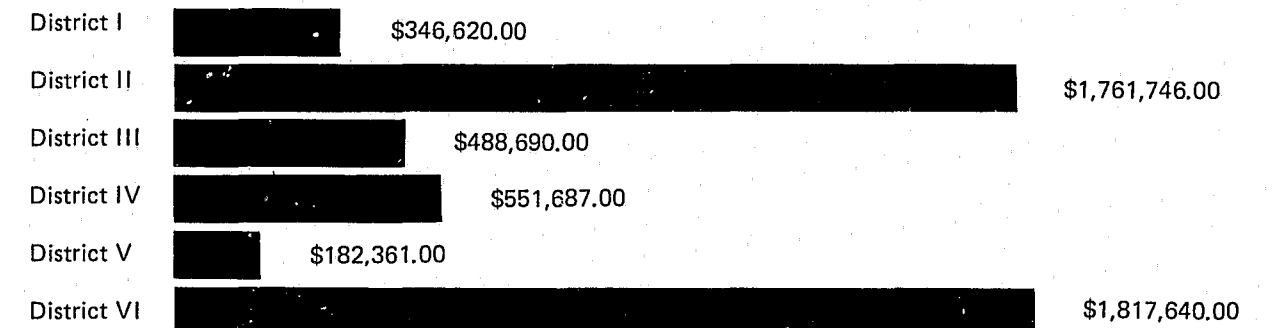 District I $346,620.00
District II $1,761,746.00
District III $488,690.00
District IV $551,687.00
District V $182,361.00
District VI $1,817,640.00